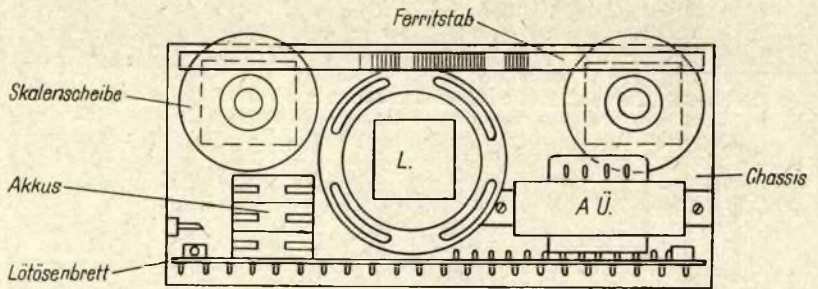 Ferritstab
Skalenscheibe
L.
Chassis
Akkus
A Ü.
Lötösenbrett